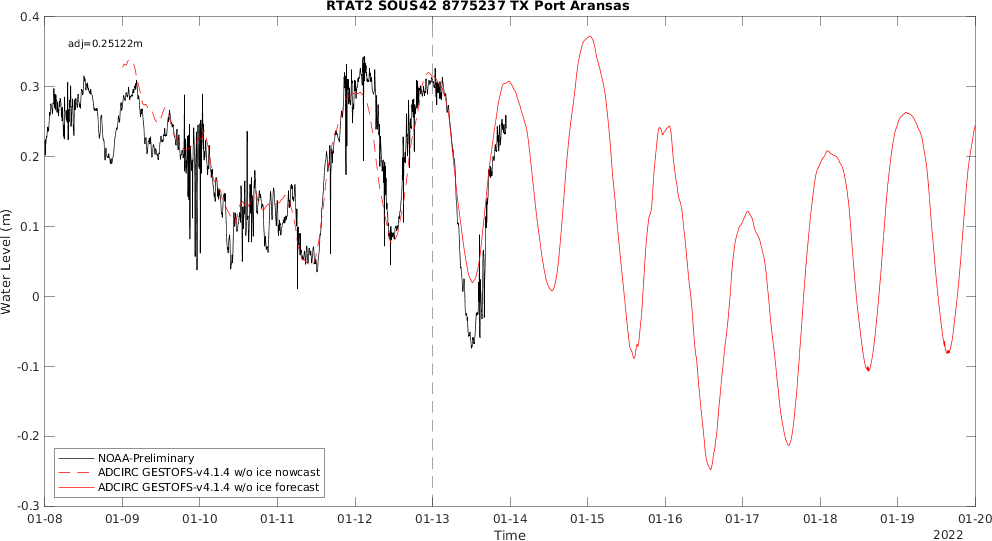 RTAT2 SOUS42 8775237 TX Port Aransas
adj=0.25122m
0.4
0.3
0.2
0.1
0
-0.1
-0.2
-0.3
Water Level (m)
NOAA-Preliminary
ADCIRC GESTOFS-v4.1.4 w/o ice nowcast
ADCIRC GESTOFS-v4.1.4 w/o ice forecast
01-08 01-09 01-10 01-11 01-12 01-13 01-14 01-15 01-16 01-17 01-18 01-19 01-20
Time
2022